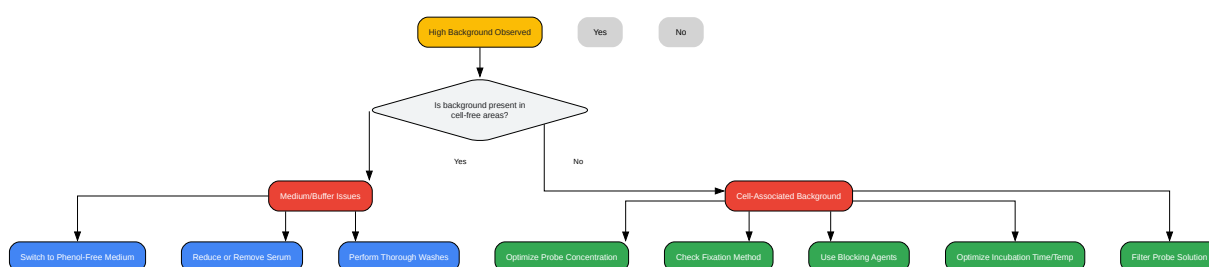 High Background Observed
Yes
No
Is background present in
cell-free areas?
Yes
No
Medium/Buffer Issues
Cell-Associated Background
Switch to Phenol-Free Medium
Reduce or Remove Serum
Perform Thorough Washes
Optimize Probe Concentration
Check Fixation Method
Use Blocking Agents
Optimize Incubation Time/Temp
Filter Probe Solution